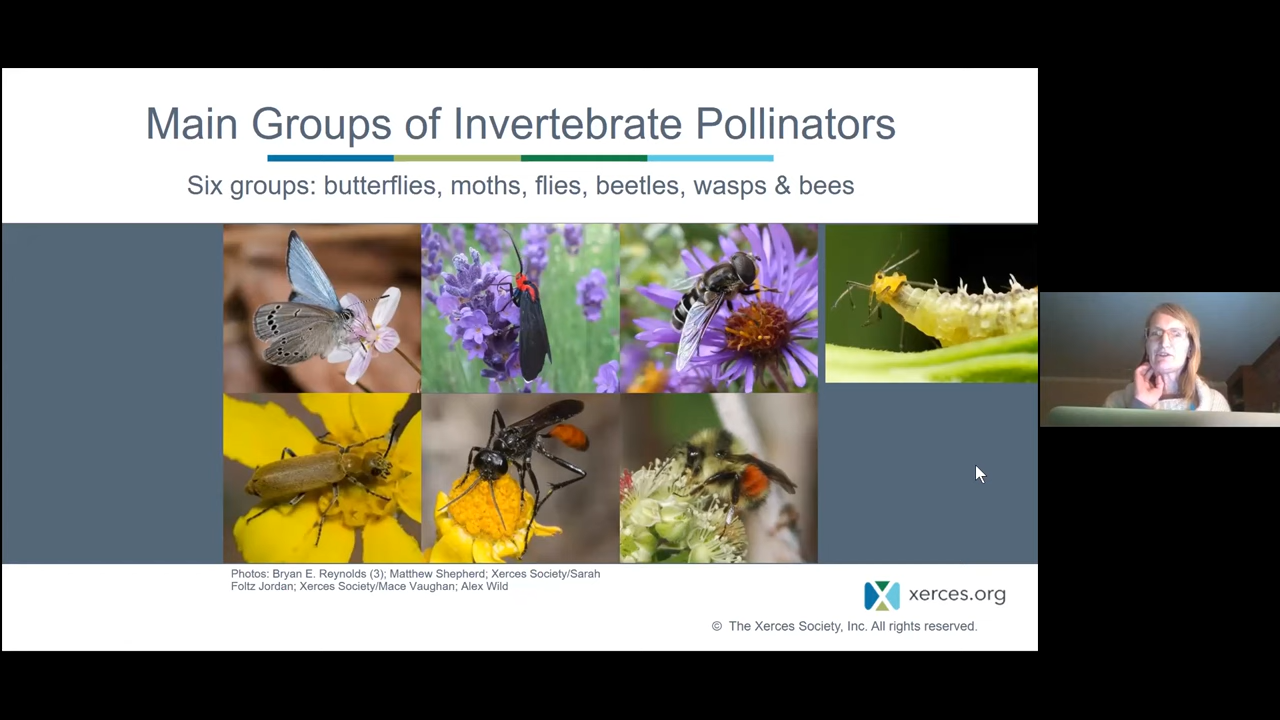 Main Groups of Invertebrate Pollinators
Six groups: butterflies, moths, flies, beetles, wasps & bees
Photos: Bryan E. Reynolds (3); Matthew Shepherd; Xerces Society/Sarah
Foltz Jordan; Xerces Society/Mace Vaughan; Alex Wild
xerces.org
© The Xerces Society, Inc. All rights reserved.